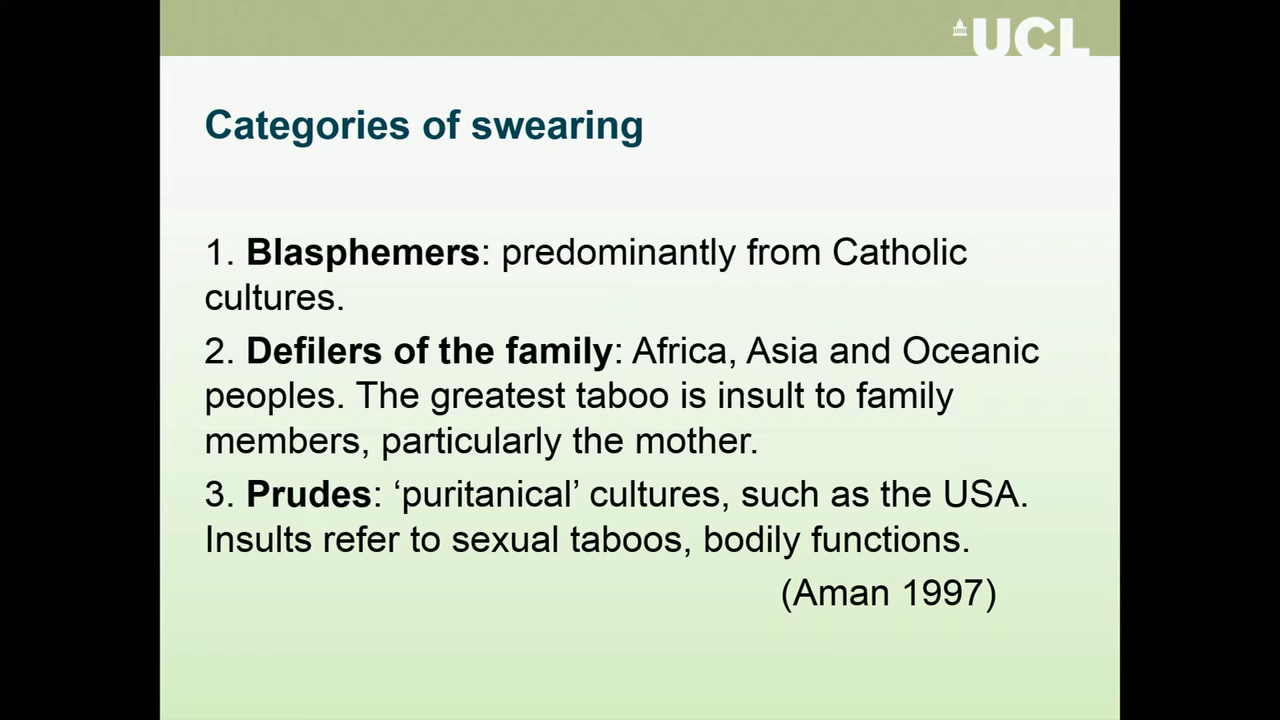 UCL
Categories of swearing
1. Blasphemers: predominantly from Catholic
cultures.
2. Defilers of the family: Africa, Asia and Oceanic
peoples. The greatest taboo is insult to family
members, particularly the mother.
3. Prudes: ‘puritanical’ cultures, such as the USA.
Insults refer to sexual taboos, bodily functions.
(Aman 1997)